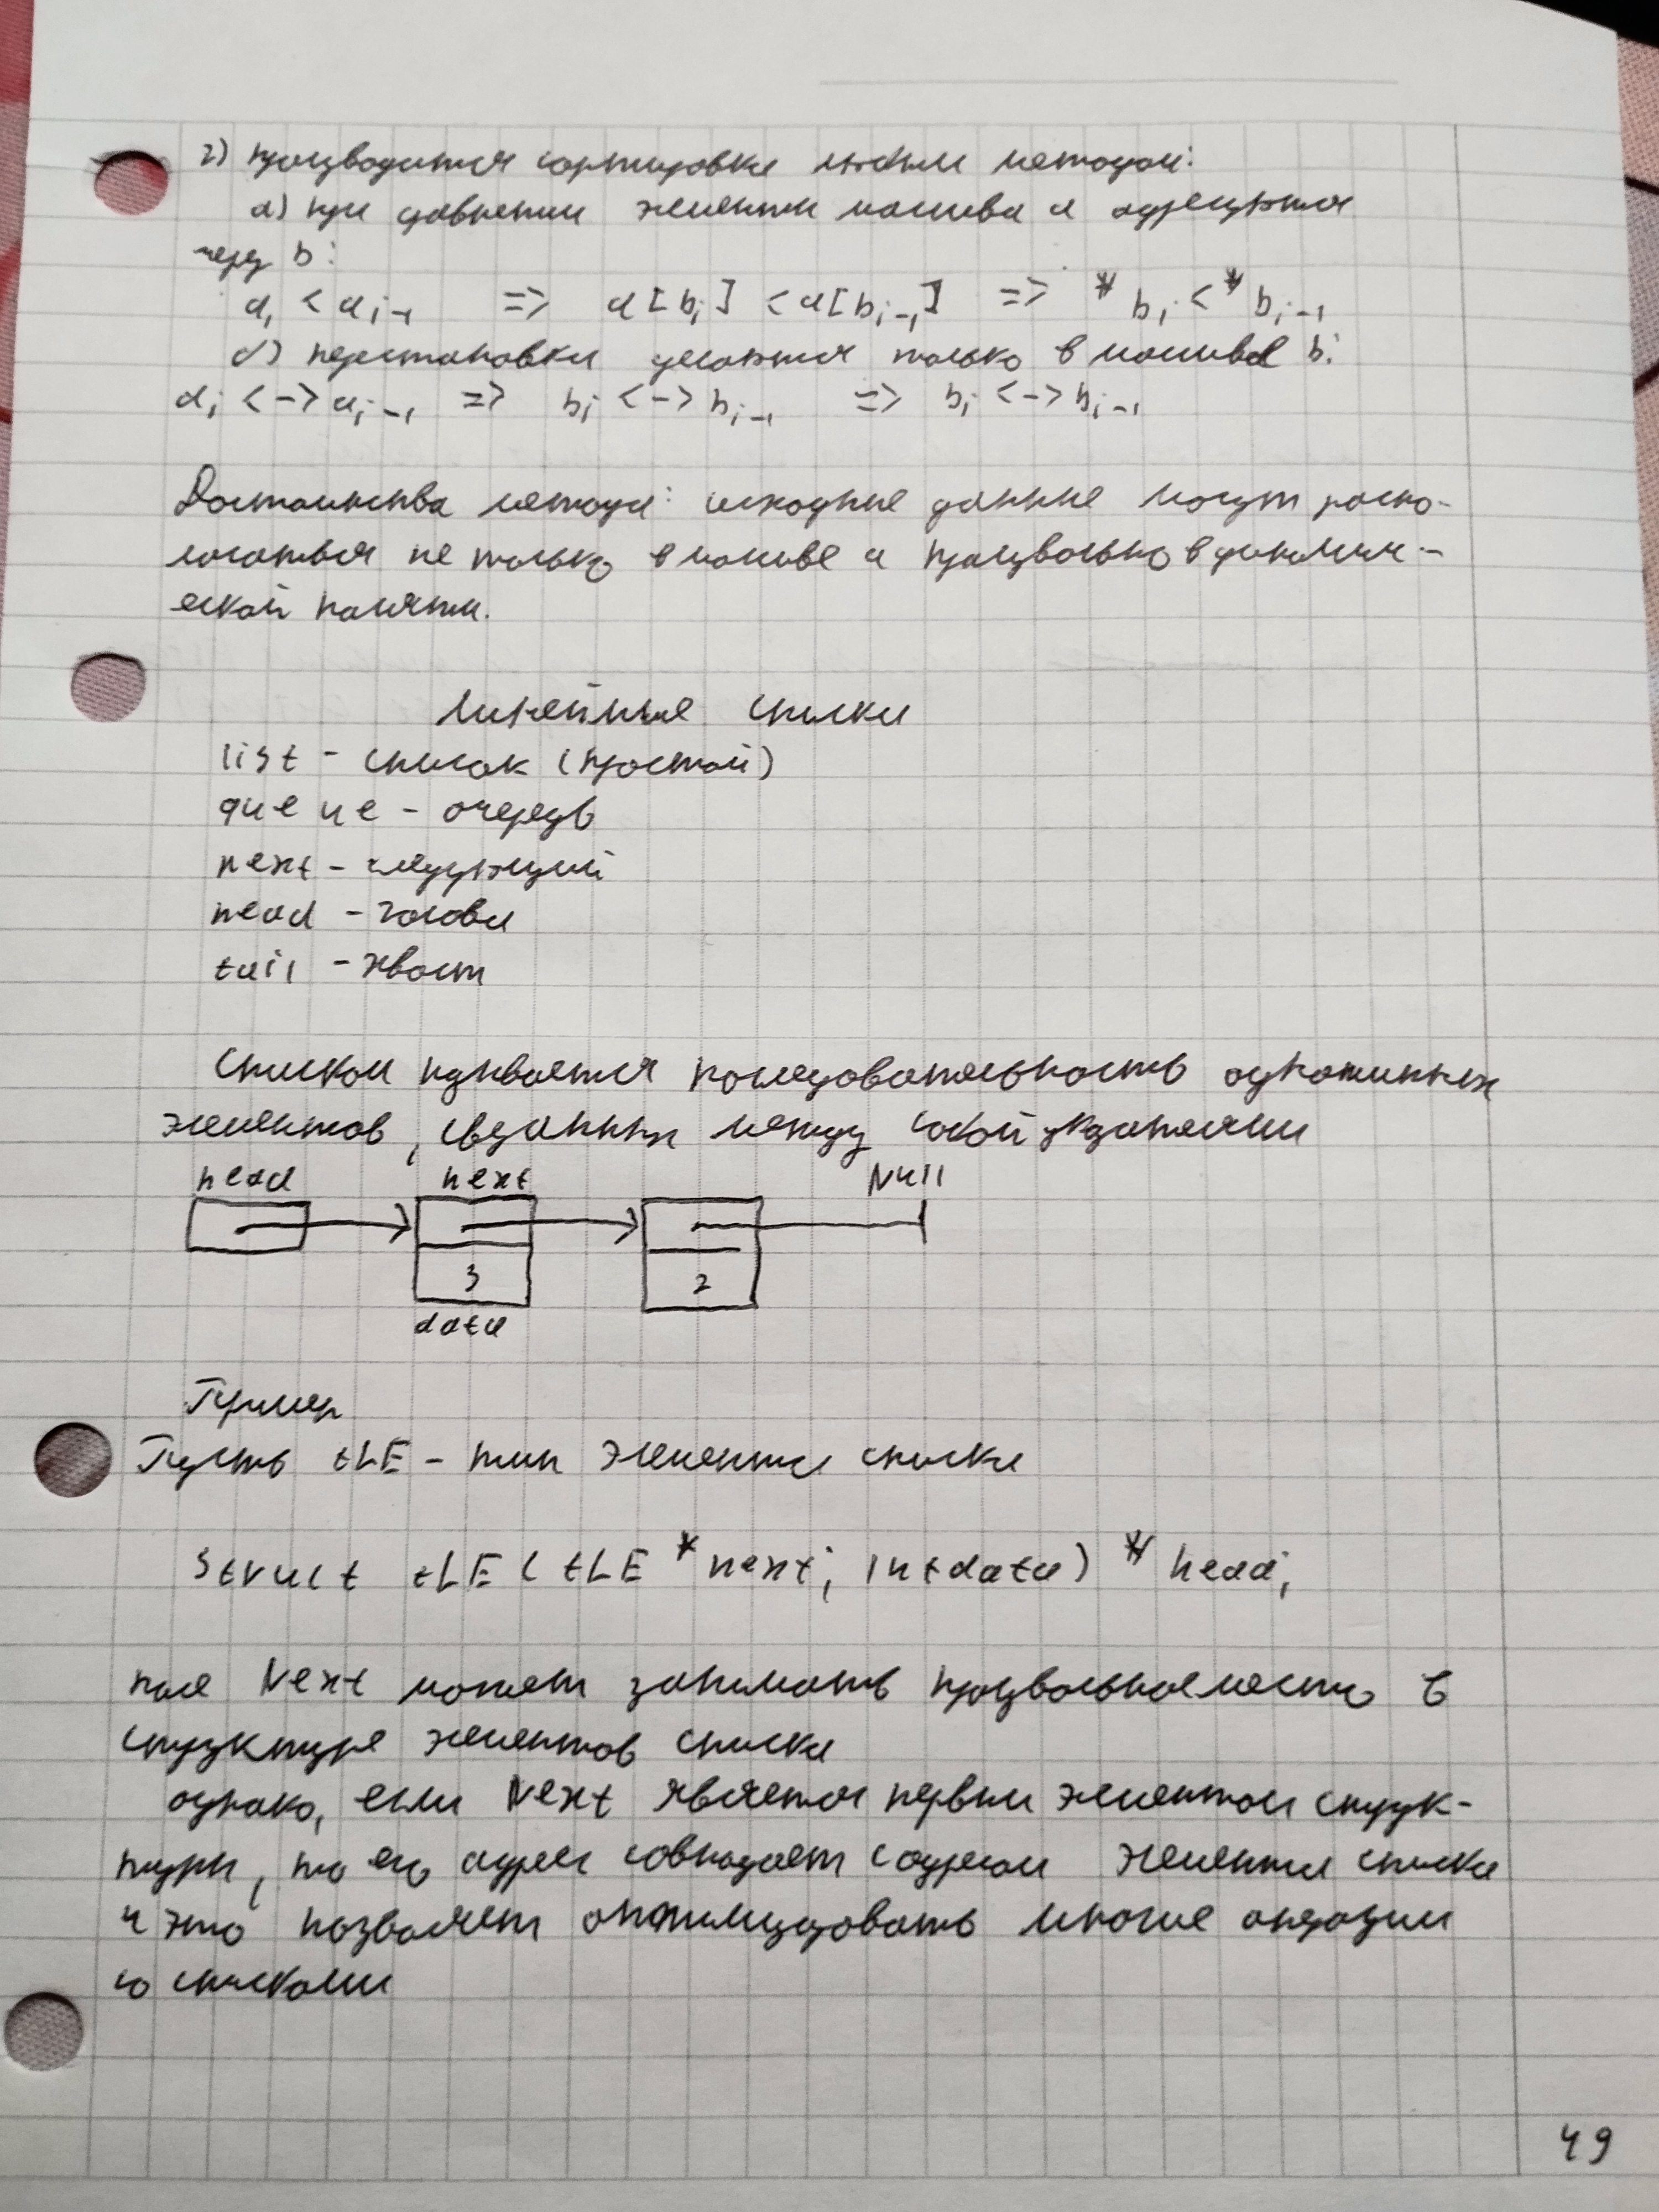 2) производится сортировка любым методом:
а) при сравнении элементы массива a адресуются
через b:
a_i < a_{i-1} => a[b_i] < a[b_{i-1}] => *b_i < *b_{i-1}
б) перестановки делаются только в массиве b:
a_i <-> a_{i-1} => b_i <-> b_{i-1} => b_i <-> b_{i-1}
Достоинства метода: исходные данные могут распо-
логаться не только в массиве а произвольно в динамич-
еской памяти.
Линейные списки
list - список (простой)
queue - очередь
next - следующий
head - голова
tail - хвост
Списком называется последовательность однотипных
элементов, связанных между собой указателями
head next Null
3 2
data
Пример
Пусть tLE - тип элемента списка
struct tLE ( tLE *next; int data) * head;
поле Next может занимать произвольное место в
структуре элементов списка
однако, если Next является первым элементом струк-
туры, то его адрес совпадает с адресом элемента списка
и это позволяет оптимизировать многие операции
со списками
49